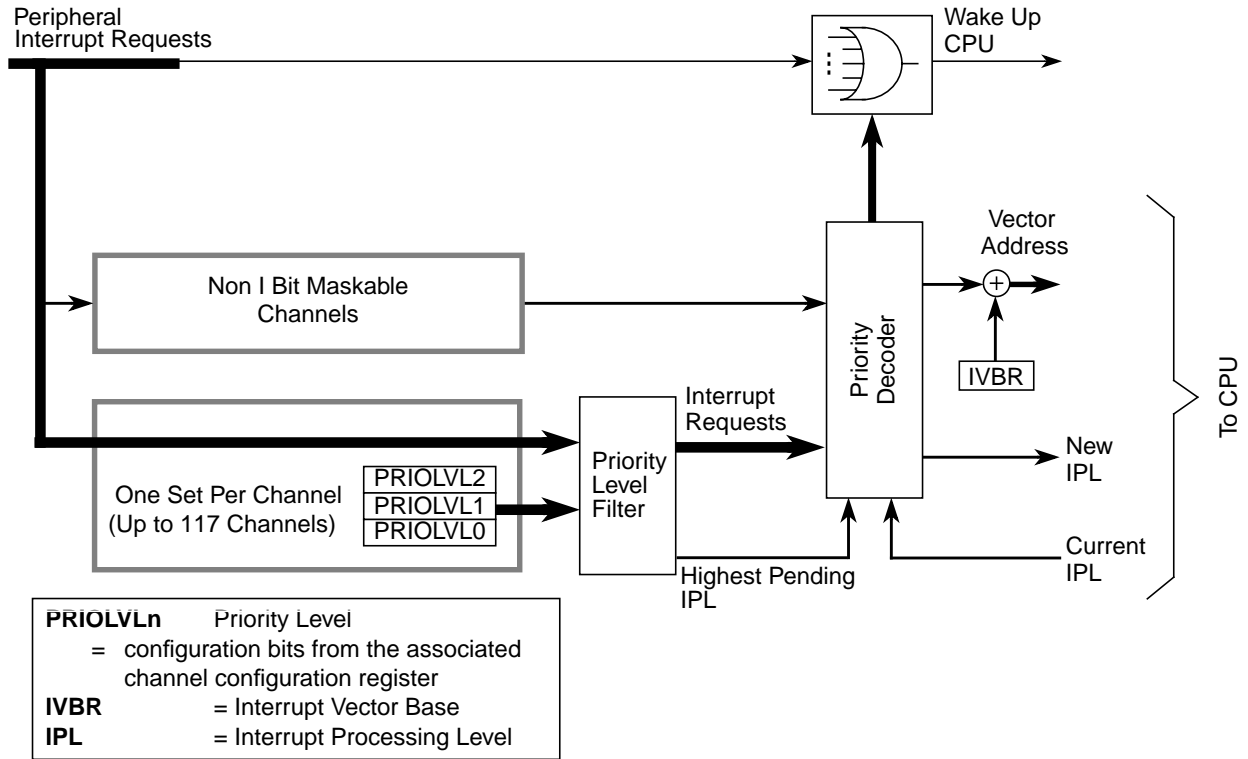 Peripheral
Interrupt Requests
Wake Up
CPU
Vector
Address
Non I Bit Maskable
Channels
Priority
Decoder
+
IVBR
To CPU
Interrupt
Requests
New
IPL
Priority
Level
Filter
PRIOLVL2
One Set Per Channel
(Up to 117 Channels)
PRIOLVL1
PRIOLVL0
Highest Pending
IPL
Current
IPL
PRIOLVLn Priority Level
= configuration bits from the associated
channel configuration register
IVBR = Interrupt Vector Base
IPL = Interrupt Processing Level